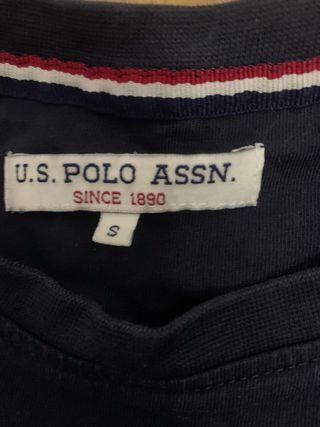 U.S. POLO ASSN.
SINCE 1890
S